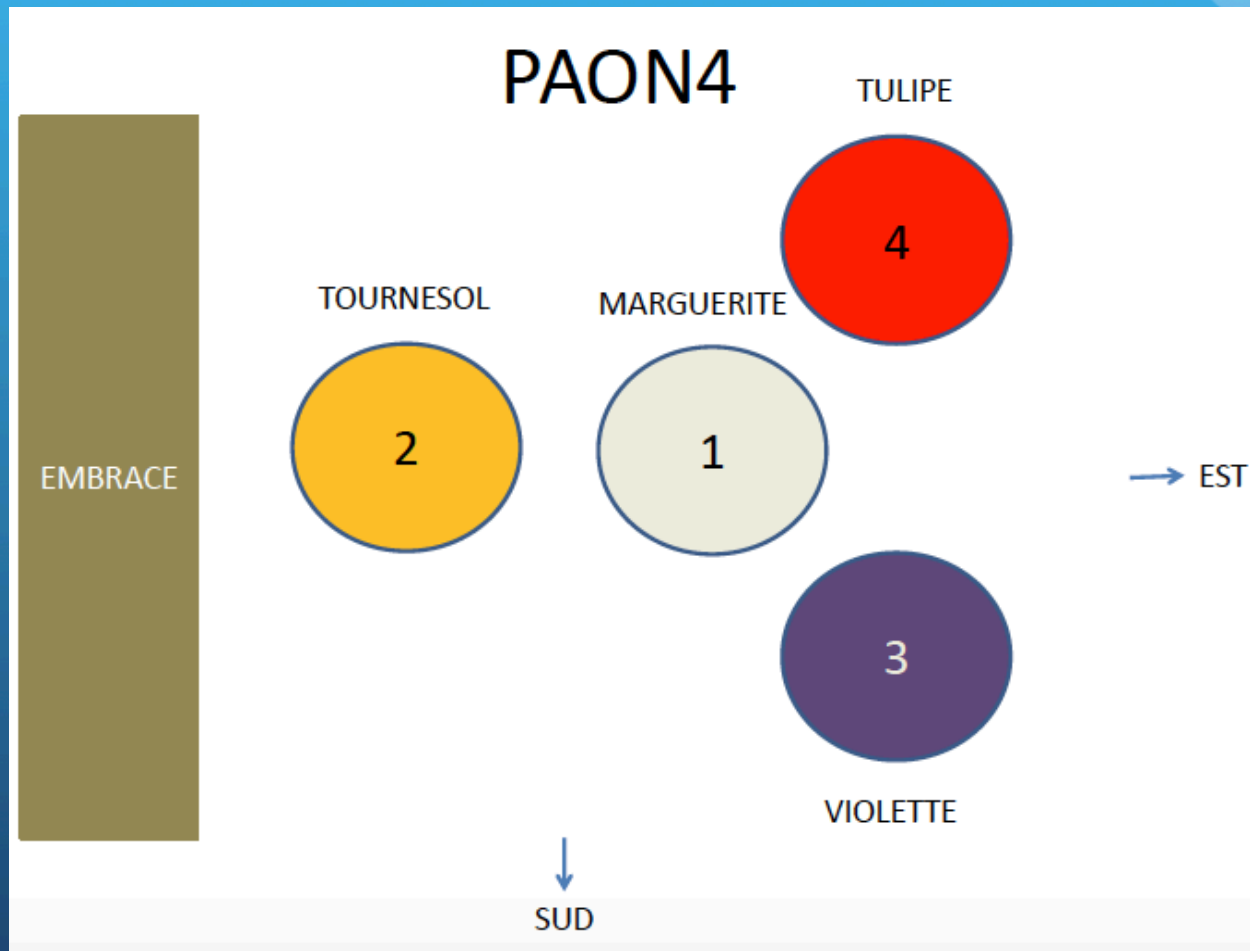 PAON4
TULIPE
4
TOURNESOL
MARGUERITE
2
1
EMBRACE
EST
3
VIOLETTE
SUD